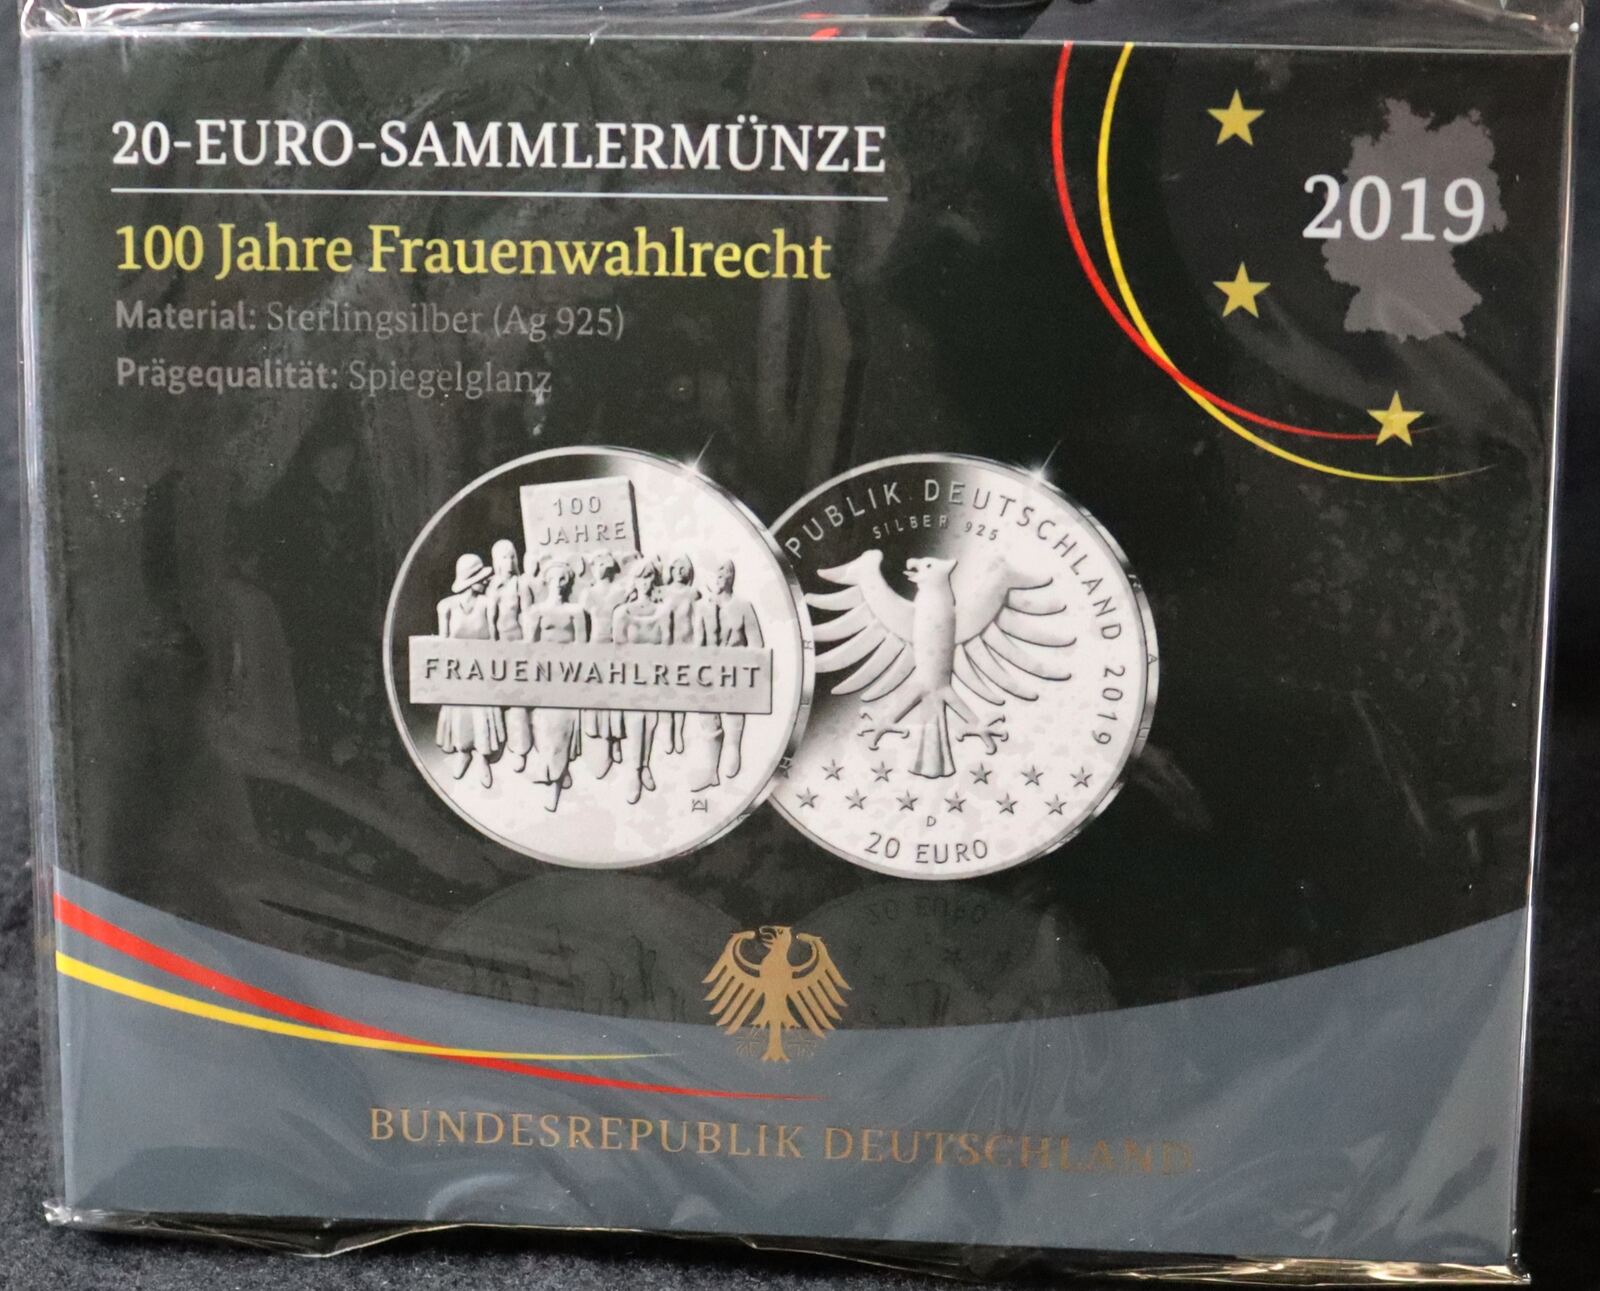 20-EURO-SAMMLERMÜNZE
100 Jahre Frauenwahlrecht
Material: Sterlingsilber (Ag 925)
Prägequalität: Spiegelglanz
2019
100
JAHRE
FRAUENWAHLRECHT
PUBLIK DEUTSCHLAND 2019
SILBER 925
D
20 EURO
BUNDESREPUBLIK DEUTSCHLAND